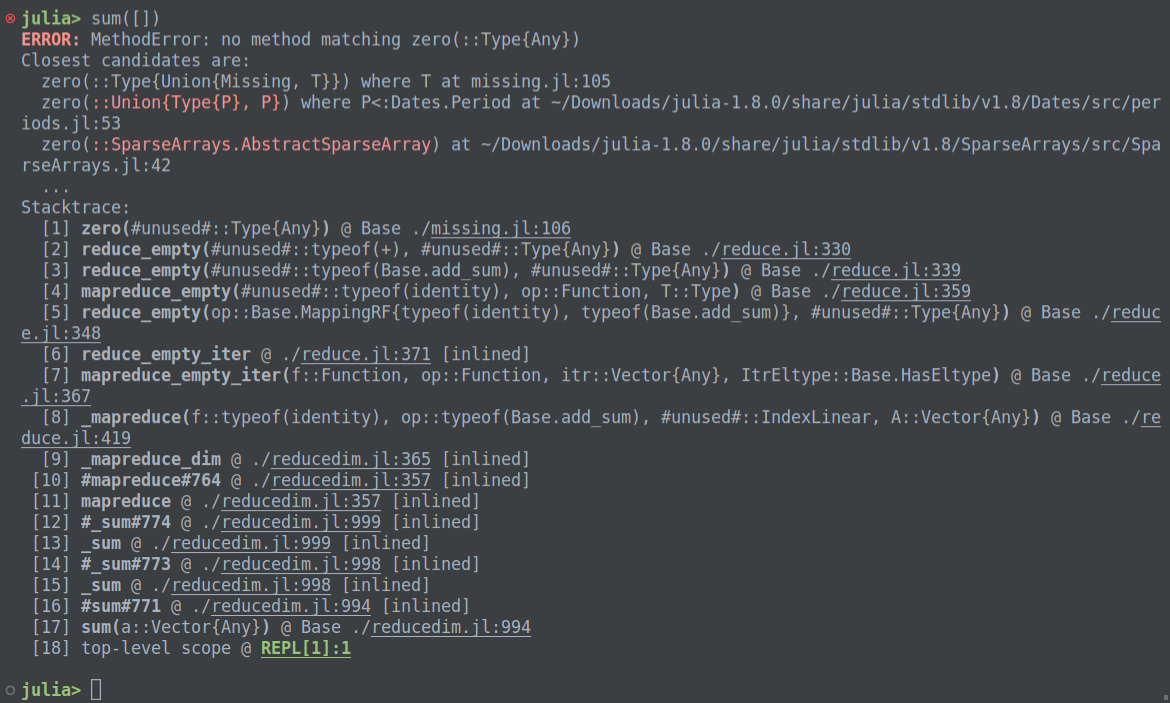 julia> sum([])
ERROR: MethodError: no method matching zero(::Type{Any})
Closest candidates are:
  zero(::Type{Union{Missing, T}}) where T at missing.jl:105
  zero(::Union{Type{P}, P}) where P<:Dates.Period at ~/Downloads/julia-1.8.0/share/julia/stdlib/v1.8/Dates/src/per
iods.jl:53
  zero(::SparseArrays.AbstractSparseArray) at ~/Downloads/julia-1.8.0/share/julia/stdlib/v1.8/SparseArrays/src/Spa
rseArrays.jl:42
  ...
Stacktrace:
  [1] zero(#unused#::Type{Any}) @ Base ./missing.jl:106
  [2] reduce_empty(#unused#::typeof(+), #unused#::Type{Any}) @ Base ./reduce.jl:330
  [3] reduce_empty(#unused#::typeof(Base.add_sum), #unused#::Type{Any}) @ Base ./reduce.jl:339
  [4] mapreduce_empty(#unused#::typeof(identity), op::Function, T::Type) @ Base ./reduce.jl:359
  [5] reduce_empty(op::Base.MappingRF{typeof(identity), typeof(Base.add_sum)}, #unused#::Type{Any}) @ Base ./reduc
e.jl:348
  [6] reduce_empty_iter @ ./reduce.jl:371 [inlined]
  [7] mapreduce_empty_iter(f::Function, op::Function, itr::Vector{Any}, ItrEltype::Base.HasEltype) @ Base ./reduce
.jl:367
  [8] _mapreduce(f::typeof(identity), op::typeof(Base.add_sum), #unused#::IndexLinear, A::Vector{Any}) @ Base ./re
duce.jl:419
  [9] _mapreduce_dim @ ./reducedim.jl:365 [inlined]
 [10] #mapreduce#764 @ ./reducedim.jl:357 [inlined]
 [11] mapreduce @ ./reducedim.jl:357 [inlined]
 [12] #_sum#774 @ ./reducedim.jl:999 [inlined]
 [13] _sum @ ./reducedim.jl:999 [inlined]
 [14] #_sum#773 @ ./reducedim.jl:998 [inlined]
 [15] _sum @ ./reducedim.jl:998 [inlined]
 [16] #sum#771 @ ./reducedim.jl:994 [inlined]
 [17] sum(a::Vector{Any}) @ Base ./reducedim.jl:994
 [18] top-level scope @ REPL[1]:1
julia>